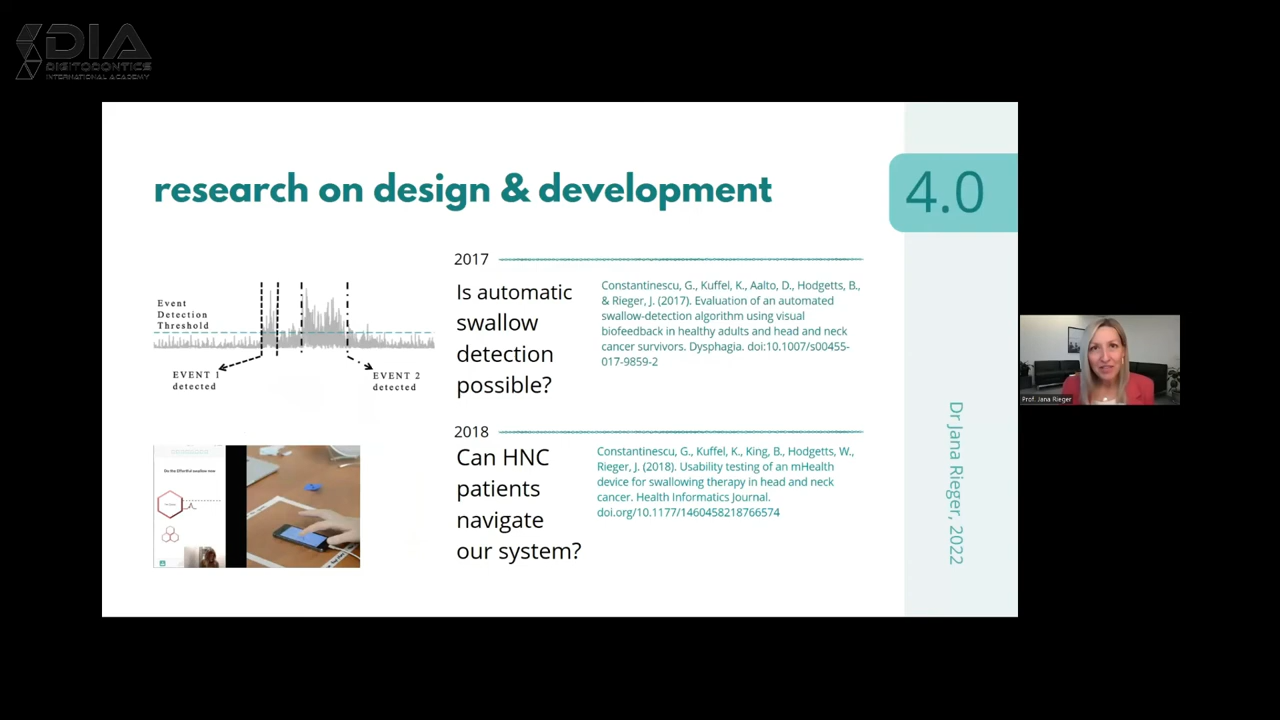 DIA
DIGITODONTICS
INTERNATIONAL ACADEMY
research on design & development
4.0
Event
Detection
Threshold
EVENT 1
detected
EVENT 2
detected
2017
Is automatic
swallow
detection
possible?
Constantinescu, G., Kuffel, K., Aalto, D., Hodgetts, B.,
& Rieger, J. (2017). Evaluation of an automated
swallow-detection algorithm using visual
biofeedback in healthy adults and head and neck
cancer survivors. Dysphagia. doi:10.1007/s00455-
017-9859-2
2018
Can HNC
patients
navigate
our system?
Constantinescu, G., Kuffel, K., King, B., Hodgetts, W.,
Rieger, J. (2018). Usability testing of an mHealth
device for swallowing therapy in head and neck
cancer. Health Informatics Journal.
doi.org/10.1177/1460458218766574
Do the Effortful swallow now
Dr Jana Rieger, 2022
Prof. Jana Rieger